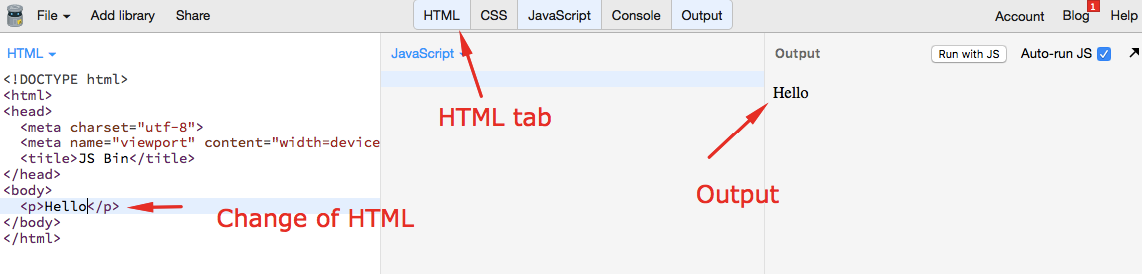 File Add library Share HTML CSS JavaScript Console Output Account Blog 1 Help
HTML
<!DOCTYPE html>
<html>
<head>
<meta charset="utf-8">
<meta name="viewport" content="width=device
<title>JS Bin</title>
</head>
<body>
<p>Hello</p>
</body>
</html>
Change of HTML
JavaScript
HTML tab
Output Run with JS Auto-run JS
Hello
Output